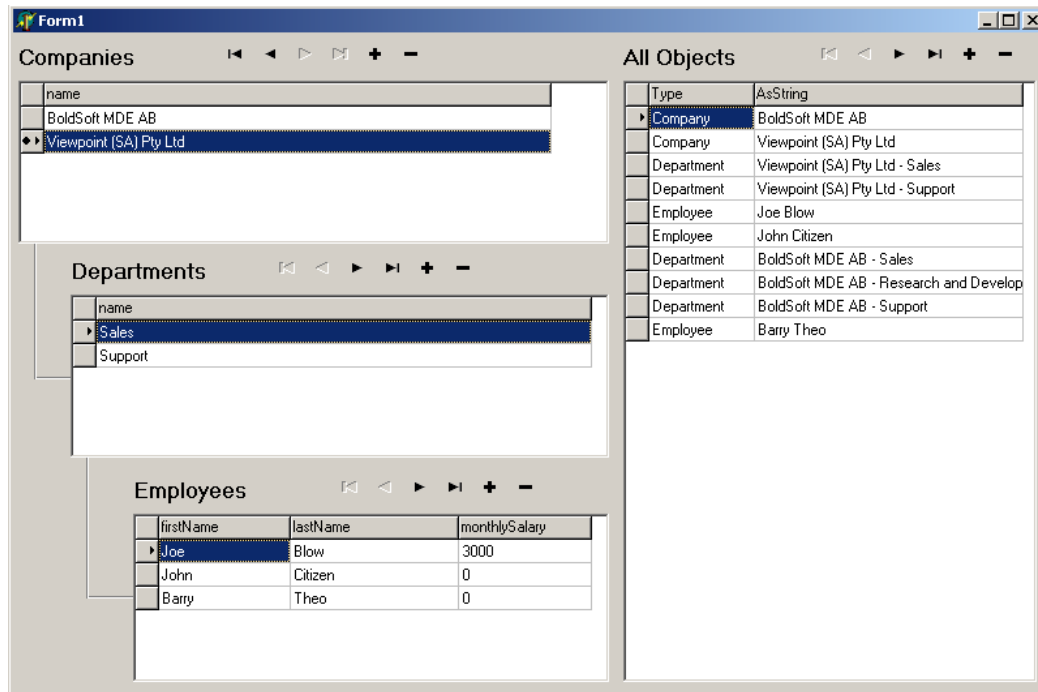 Form1
Companies
name
BoldSoft MDE AB
Viewpoint (SA) Pty Ltd
Departments
name
Sales
Support
Employees
firstName lastName monthlySalary
Joe Blow 3000
John Citizen 0
Barry Theo 0
All Objects
Type AsString
Company BoldSoft MDE AB
Company Viewpoint (SA) Pty Ltd
Department Viewpoint (SA) Pty Ltd - Sales
Department Viewpoint (SA) Pty Ltd - Support
Employee Joe Blow
Employee John Citizen
Department BoldSoft MDE AB - Sales
Department BoldSoft MDE AB - Research and Develop
Department BoldSoft MDE AB - Support
Employee Barry Theo